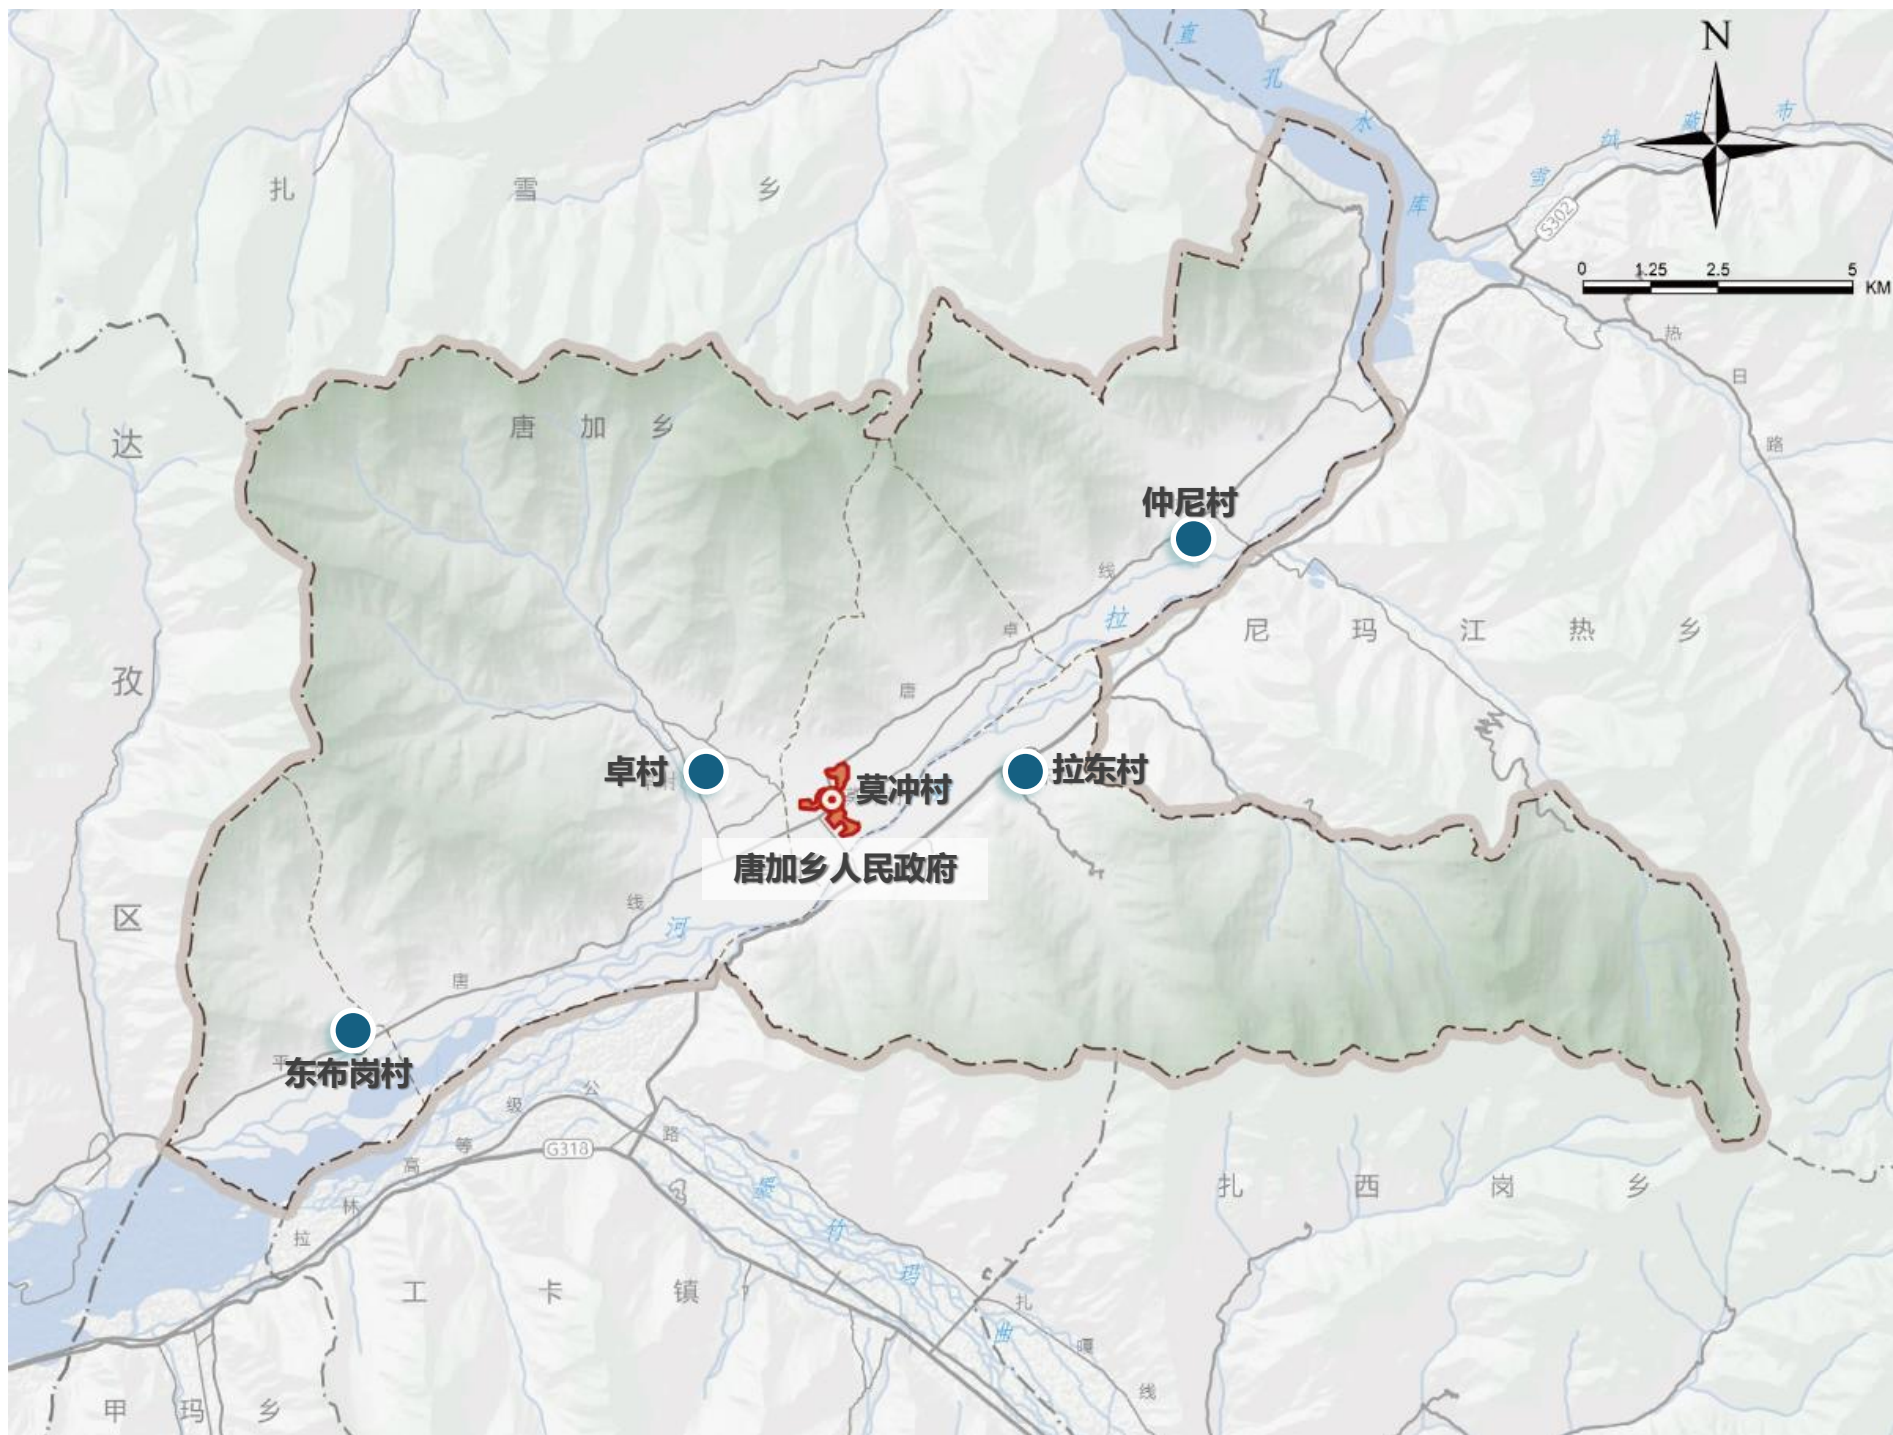 直孔水库
N
雪绒藏布
S302
0 1.25 2.5 5
KM
扎雪乡
热日路
达孜区
唐加乡
仲尼村
唐卓线
拉
尼玛江热乡
卓村
莫冲村
拉东村
唐加乡人民政府
河
平唐线
东布岗村
拉林高等级公路
G318
墨竹玛曲
扎西岗乡
工卡镇
扎嘎线
甲玛乡